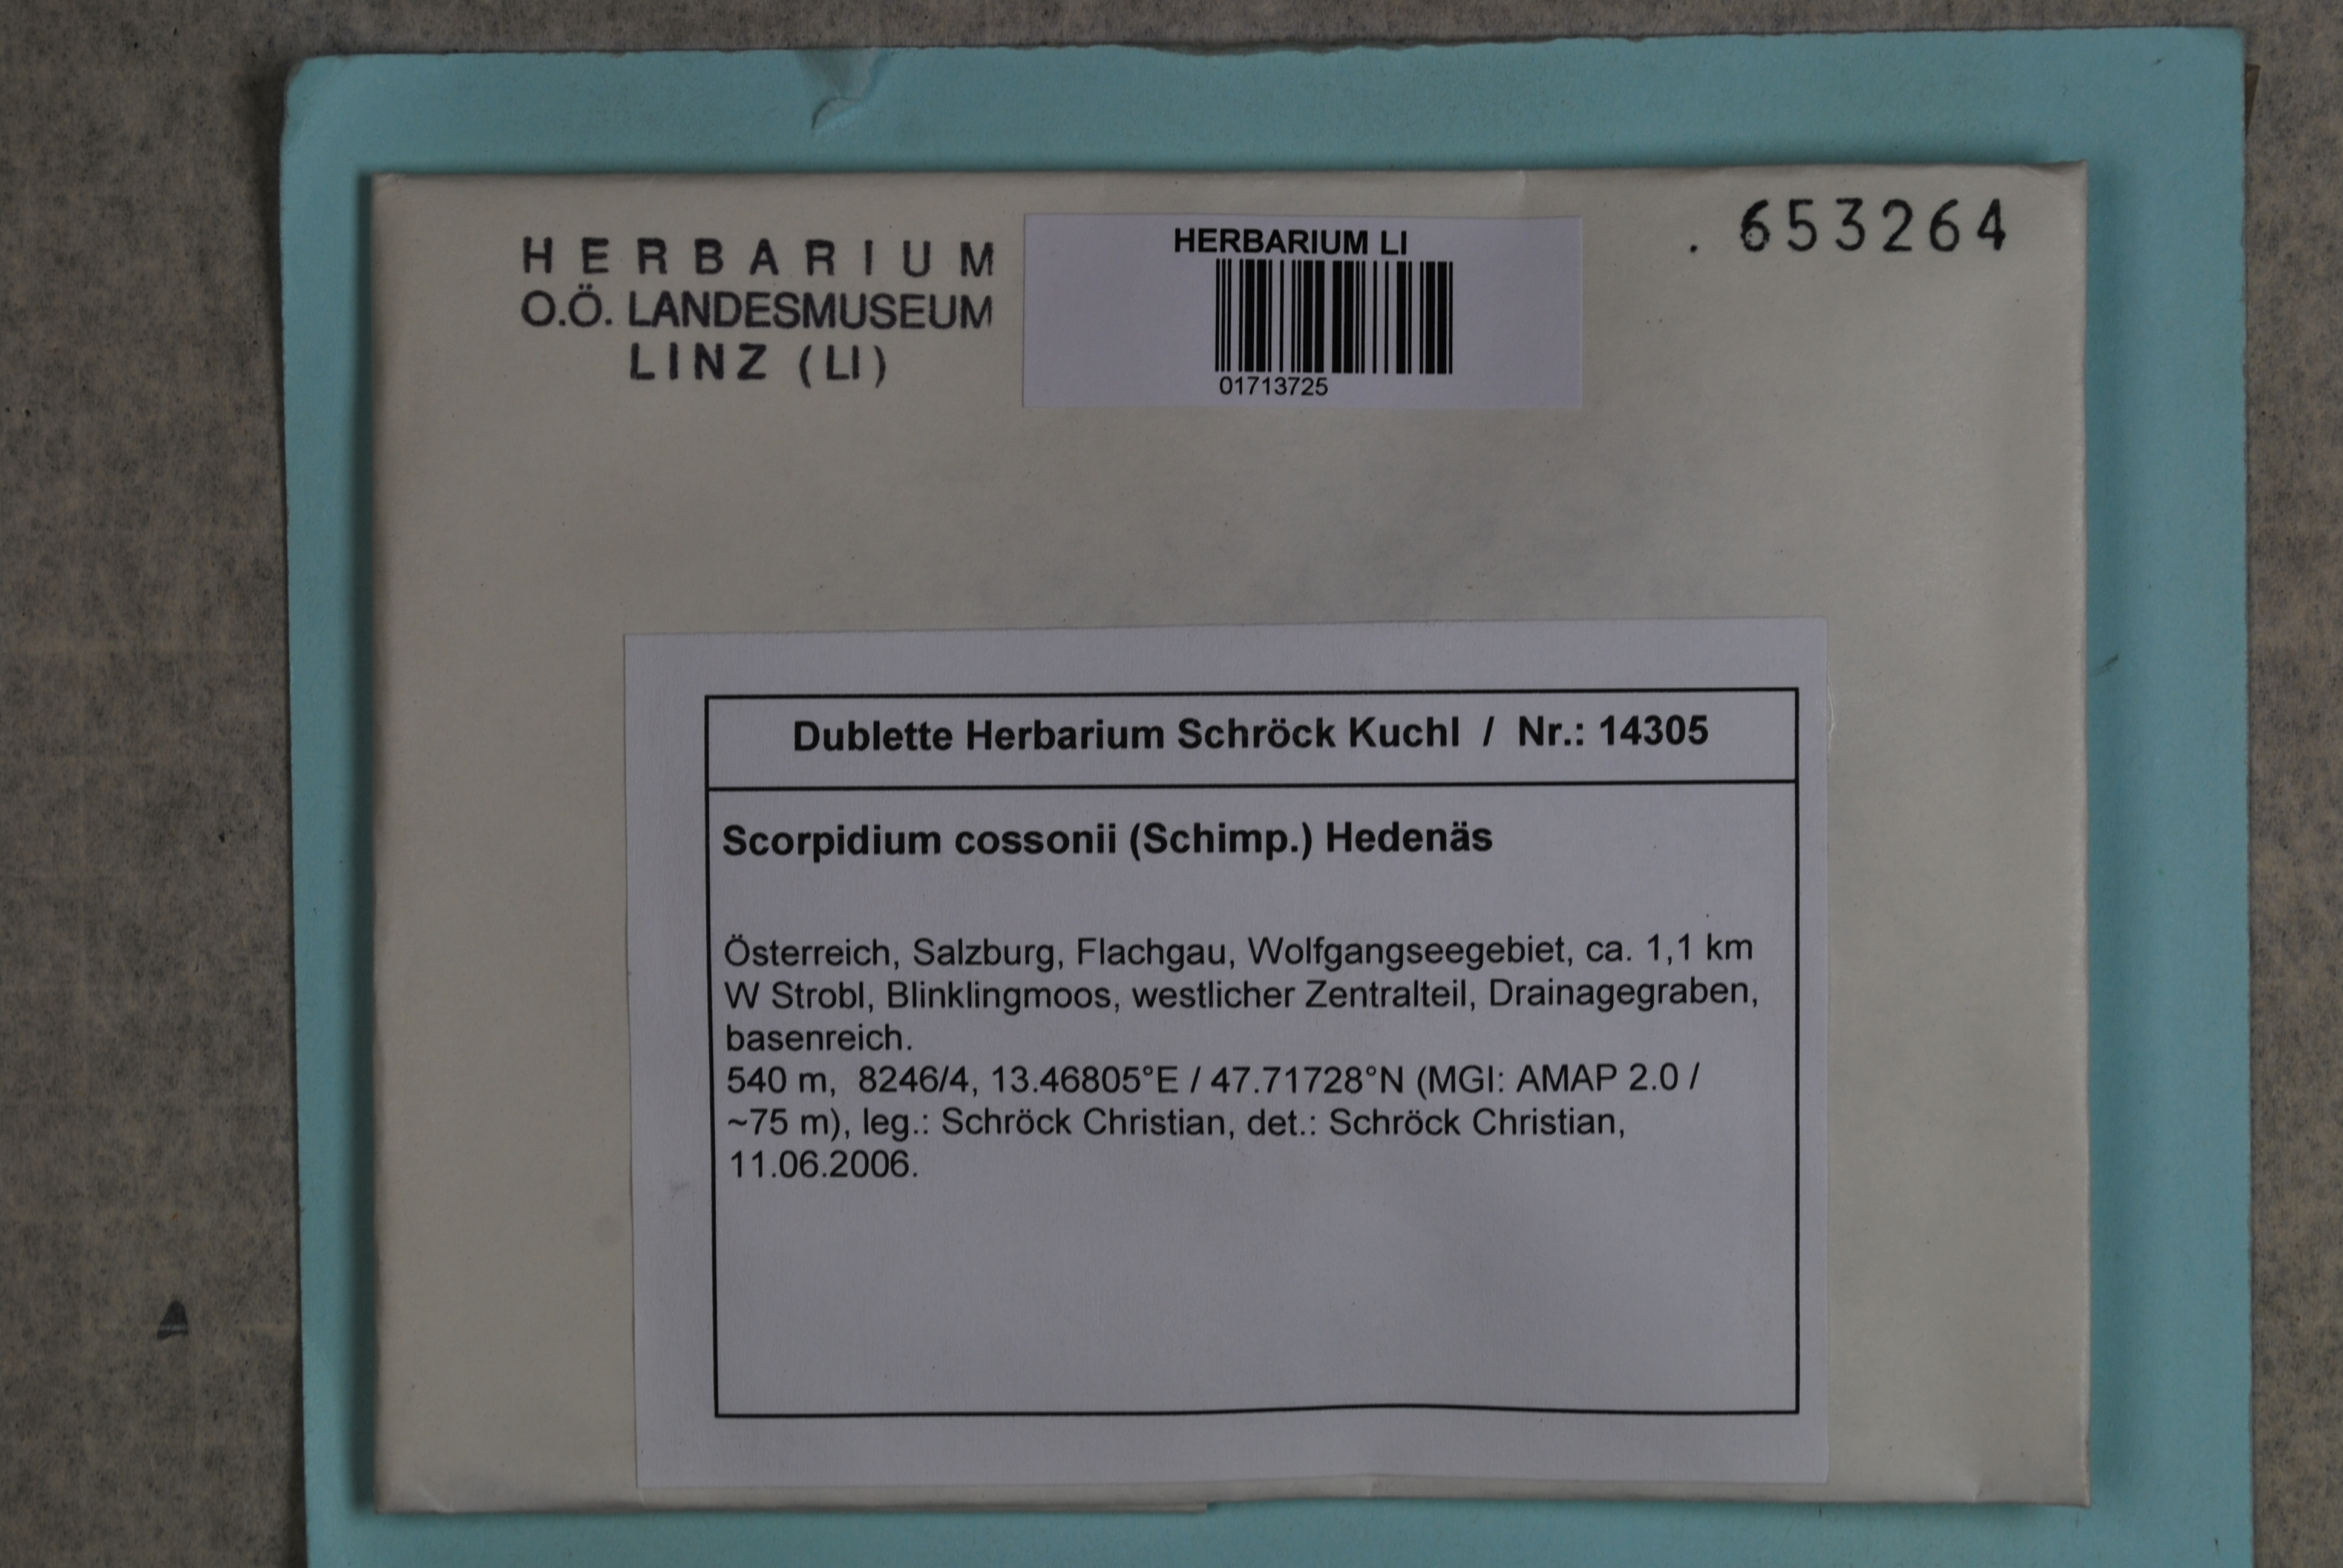 HERBARIUM
O.Ö. LANDESMUSEUM
LINZ (LI)
HERBARIUM LI
01713725
. 653264
Dublette Herbarium Schröck Kuchl / Nr.: 14305
Scorpidium cossonii (Schimp.) Hedenäs
Österreich, Salzburg, Flachgau, Wolfgangseegebiet, ca. 1,1 km
W Strobl, Blinklingmoos, westlicher Zentralteil, Drainagegraben,
basenreich.
540 m, 8246/4, 13.46805°E / 47.71728°N (MGI: AMAP 2.0 /
~75 m), leg.: Schröck Christian, det.: Schröck Christian,
11.06.2006.